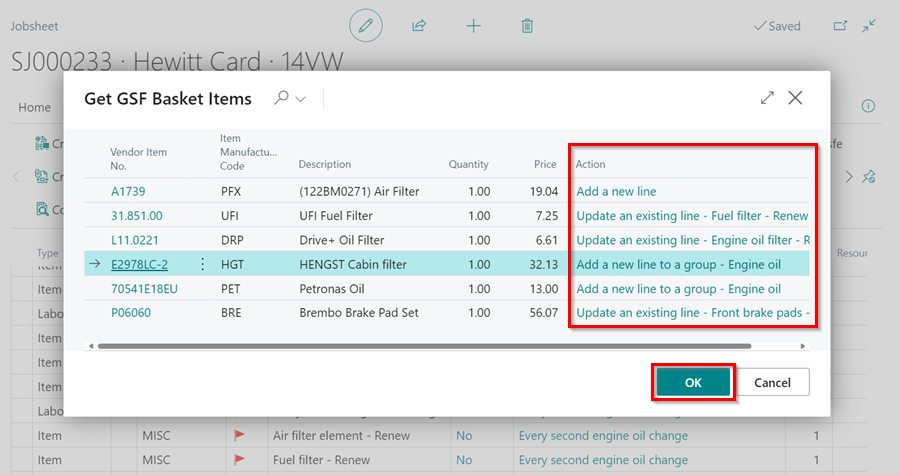 Jobsheet
Saved
SJ000233 · Hewitt Card · 14VW
Home
Get GSF Basket Items
Vendor Item No.
Item Manufactu... Code
Description
Quantity
Price
Action
A1739 PFX (122BM0271) Air Filter 1.00 19.04 Add a new line
31.851.00 UFI UFI Fuel Filter 1.00 7.25 Update an existing line - Fuel filter - Renew
L11.0221 DRP Drive+ Oil Filter 1.00 6.61 Update an existing line - Engine oil filter - R
E2978LC-2 HGT HENGST Cabin filter 1.00 32.13 Add a new line to a group - Engine oil
70541E18EU PET Petronas Oil 1.00 13.00 Add a new line to a group - Engine oil
P06060 BRE Brembo Brake Pad Set 1.00 56.07 Update an existing line - Front brake pads -
OK
Cancel
Type
Item
Labo
Item
Item
Item
Item
Labo
Item MISC Air filter element - Renew No Every second engine oil change 1
Item MISC Fuel filter - Renew No Every second engine oil change 1